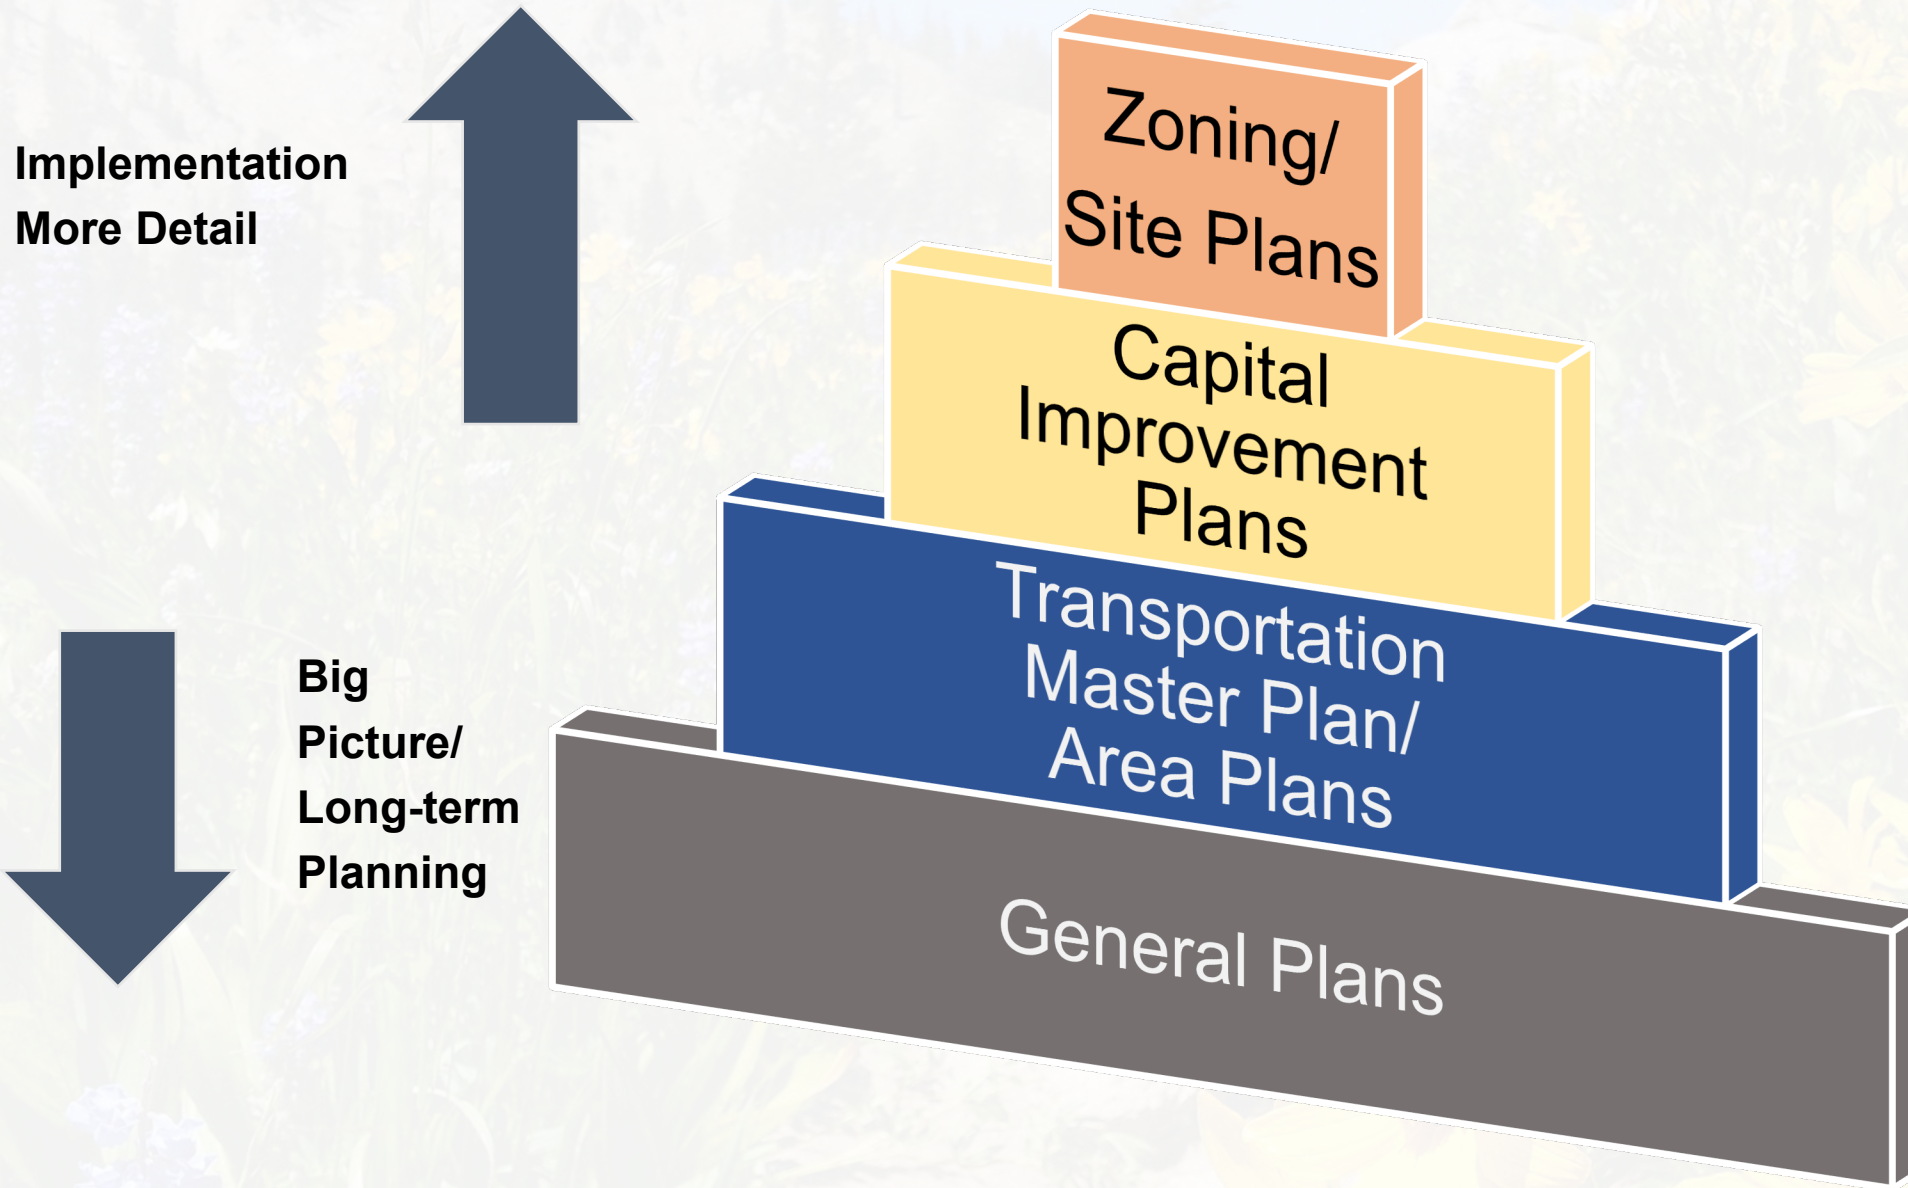 Implementation
More Detail
Zoning/
Site Plans
Capital
Improvement
Plans
Transportation
Master Plan/
Area Plans
General Plans
Big
Picture/
Long-term
Planning